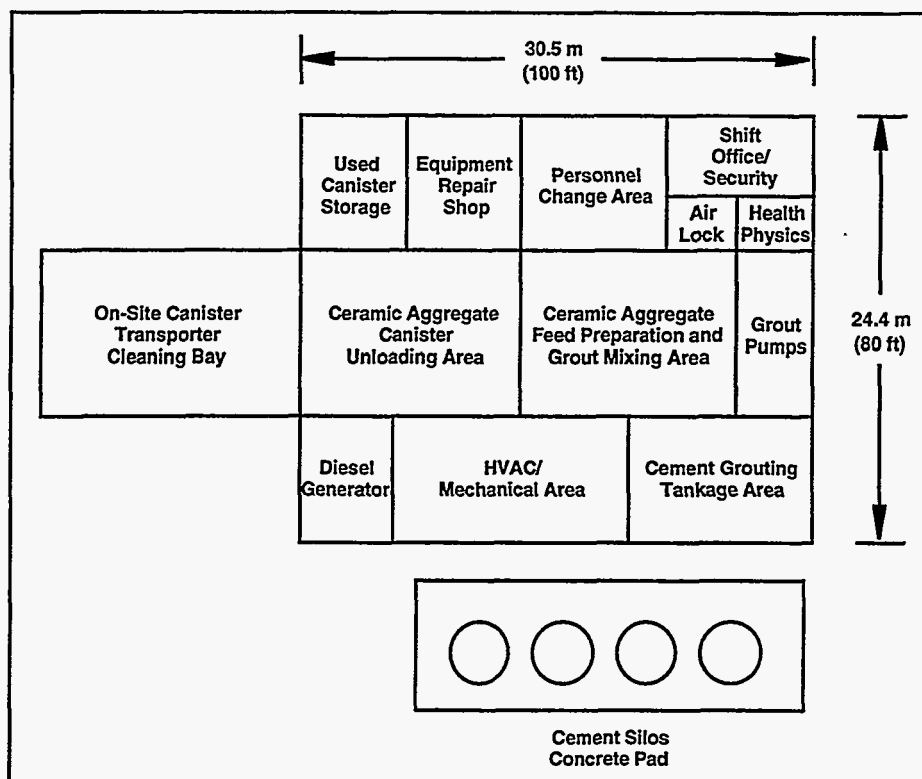 30.5 m
(100 ft)
Used
Canister
Storage
Equipment
Repair
Shop
Personnel
Change Area
Shift
Office/
Security
Air
Lock
Health
Physics
On-Site Canister
Transporter
Cleaning Bay
Ceramic Aggregate
Canister
Unloading Area
Ceramic Aggregate
Feed Preparation and
Grout Mixing Area
Grout
Pumps
24.4 m
(80 ft)
Diesel
Generator
HVAC/
Mechanical Area
Cement Grouting
Tankage Area
Cement Silos
Concrete Pad